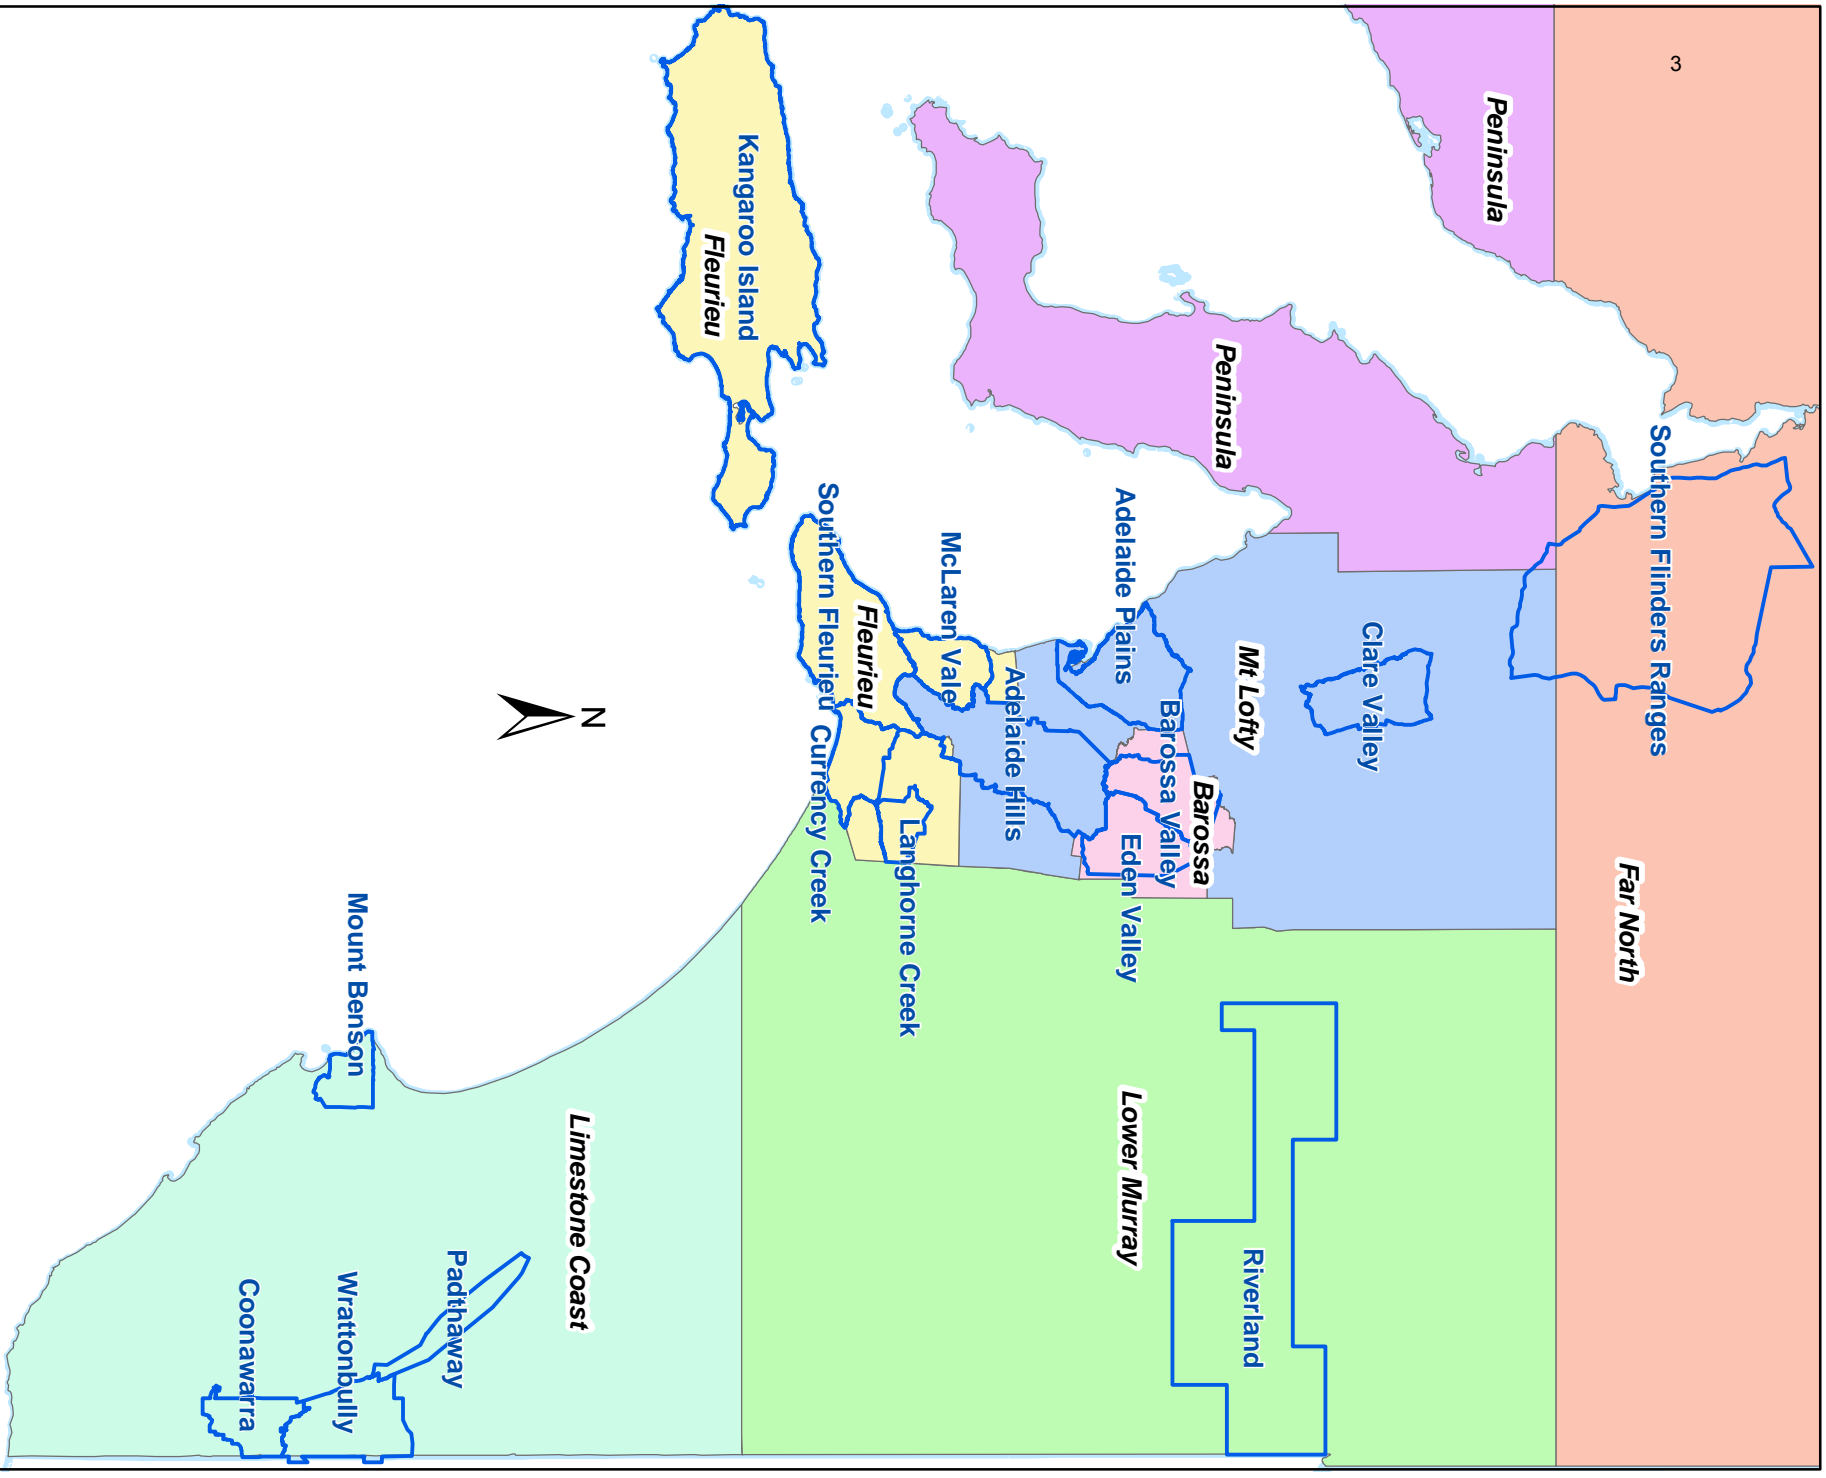 3
Peninsula
Far North
Southern Flinders Ranges
Peninsula
Clare Valley
Mt Lofty
Barossa
Barossa Valley
Eden Valley
Adelaide Plains
Riverland
Lower Murray
Adelaide Hills
McLaren Vale
Langhorne Creek
Fleurieu
Southern Fleurieu
Currency Creek
Kangaroo Island
Fleurieu
N
Limestone Coast
Padthaway
Mount Benson
Wrattonbully
Coonawarra